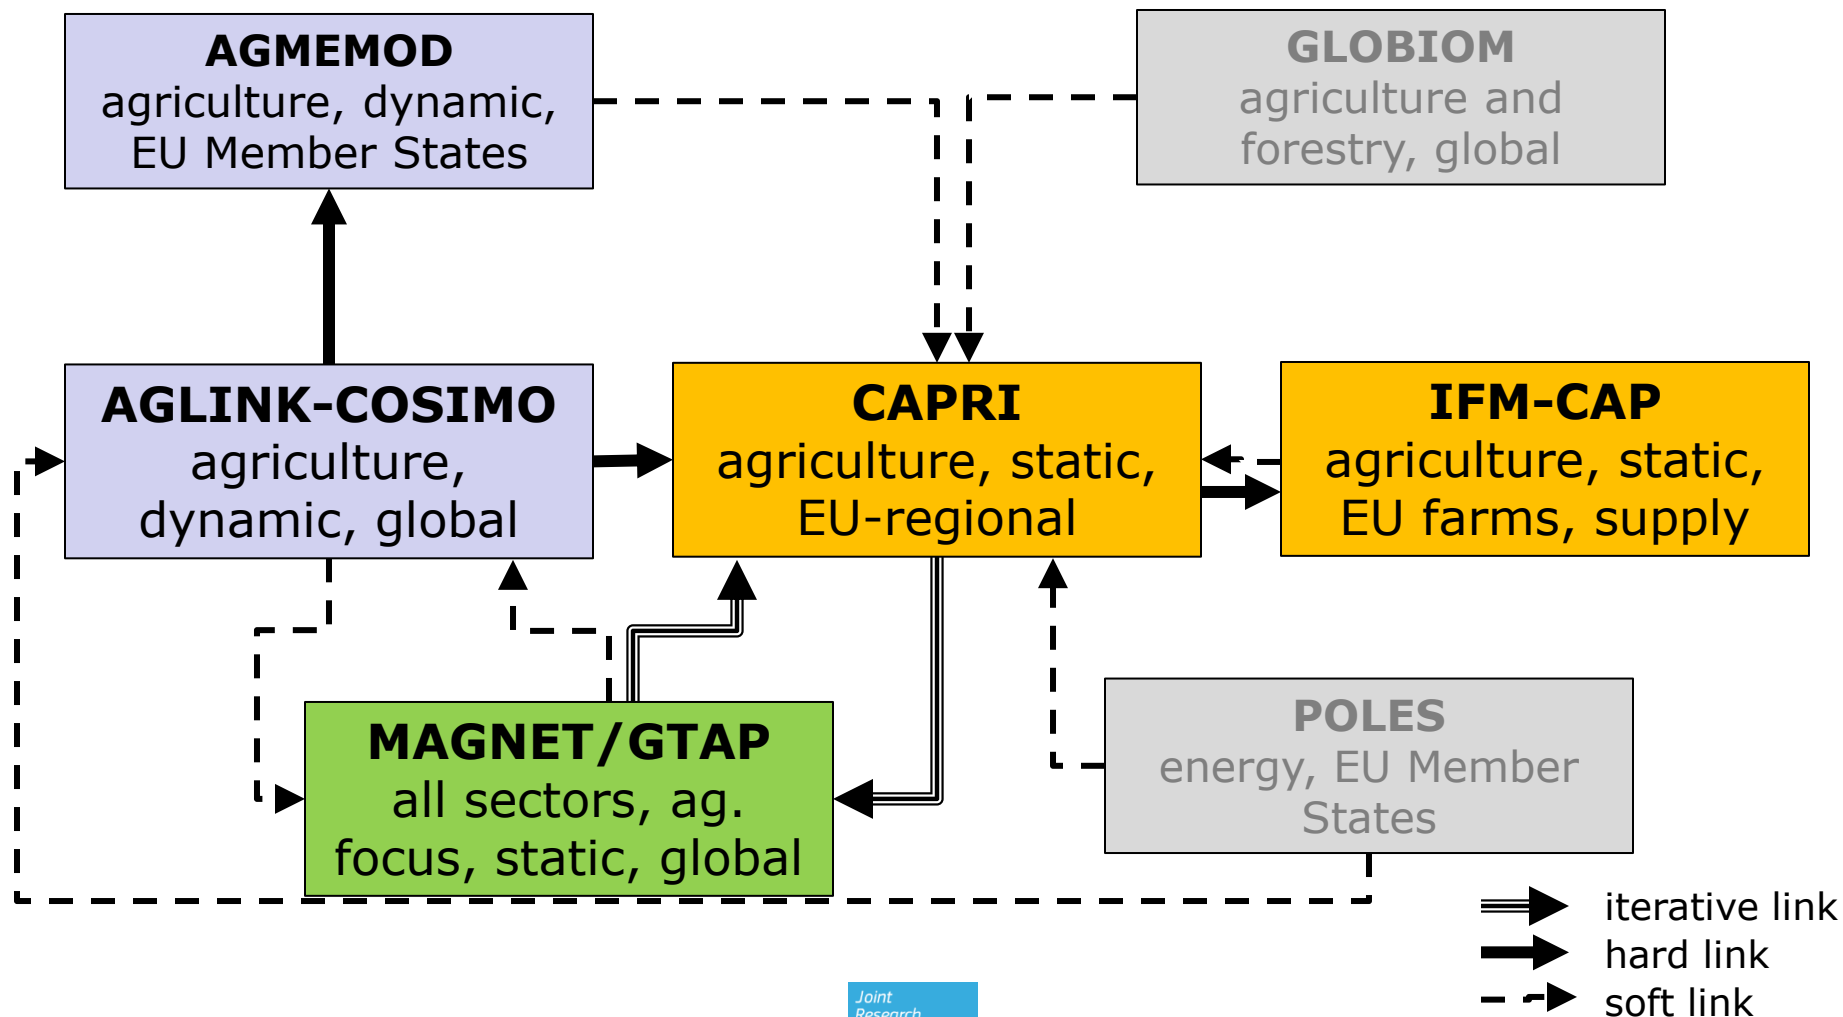 AGMEMOD
agriculture, dynamic,
EU Member States
GLOBIOM
agriculture and
forestry, global
AGLINK-COSIMO
agriculture,
dynamic, global
CAPRI
agriculture, static,
EU-regional
IFM-CAP
agriculture, static,
EU farms, supply
MAGNET/GTAP
all sectors, ag.
focus, static, global
POLES
energy, EU Member
States
iterative link
hard link
soft link
Joint
Research